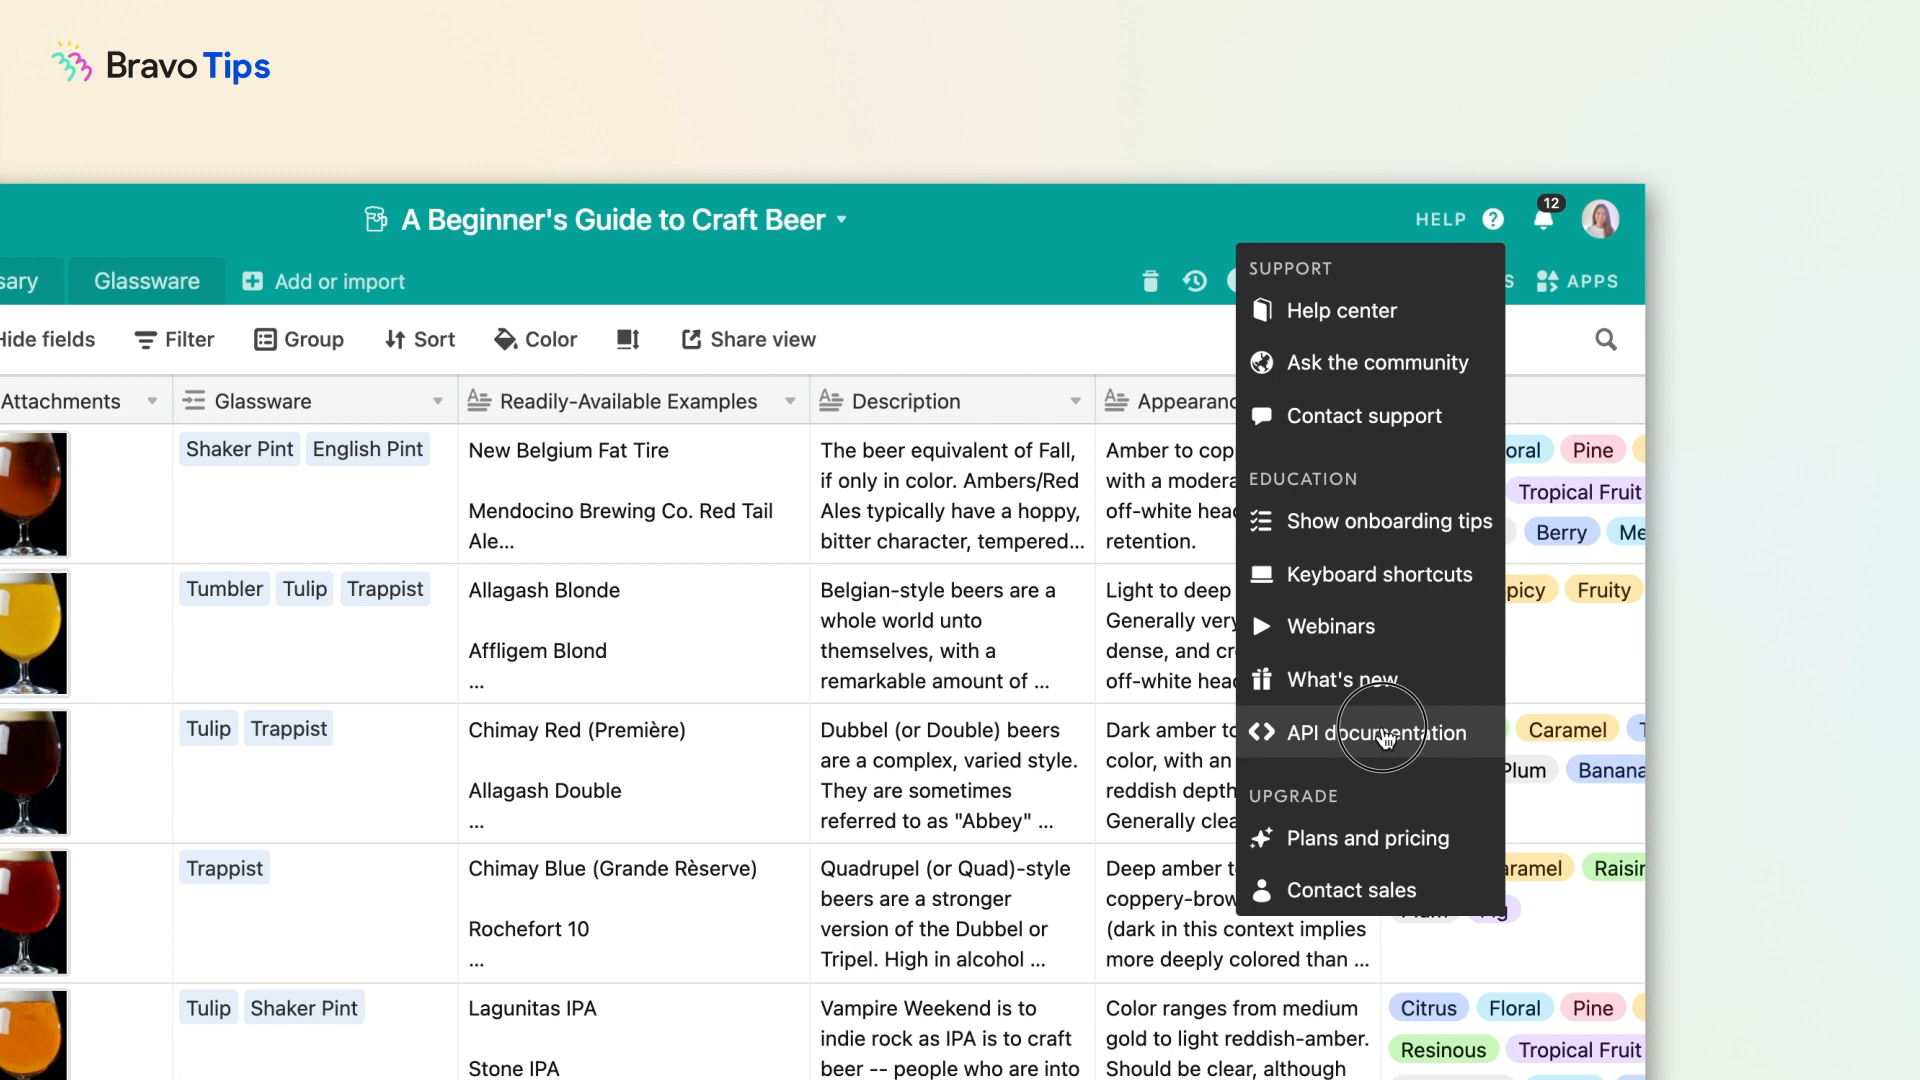 Bravo Tips
A Beginner's Guide to Craft Beer
HELP
12
Glassware
Add or import
APPS
Hide fields
Filter
Group
Sort
Color
Share view
Attachments
Glassware
Readily-Available Examples
Description
Appearanc
SUPPORT
Help center
Ask the community
Contact support
EDUCATION
Show onboarding tips
Keyboard shortcuts
Webinars
What's new
API documentation
UPGRADE
Plans and pricing
Contact sales
Shaker Pint English Pint
New Belgium Fat Tire
Mendocino Brewing Co. Red Tail
Ale...
The beer equivalent of Fall,
if only in color. Ambers/Red
Ales typically have a hoppy,
bitter character, tempered...
Amber to cop
with a modera
off-white head
retention.
oral Pine
Tropical Fruit
Berry Me
Tumbler Tulip Trappist
Allagash Blonde
Affligem Blond
...
Belgian-style beers are a
whole world unto
themselves, with a
remarkable amount of ...
Light to deep
Generally very
dense, and cr
off-white head
picy Fruity
Tulip Trappist
Chimay Red (Première)
Allagash Double
...
Dubbel (or Double) beers
are a complex, varied style.
They are sometimes
referred to as "Abbey" ...
Dark amber to
color, with an
reddish depth
Generally clea
Caramel
Plum Banana
Trappist
Chimay Blue (Grande Rèserve)
Rochefort 10
...
Quadrupel (or Quad)-style
beers are a stronger
version of the Dubbel or
Tripel. High in alcohol ...
Deep amber t
coppery-brow
(dark in this context implies
more deeply colored than ...
aramel Raisin
Tulip Shaker Pint
Lagunitas IPA
Stone IPA
Vampire Weekend is to
indie rock as IPA is to craft
beer -- people who are into
Color ranges from medium
gold to light reddish-amber.
Should be clear, although
Citrus Floral Pine
Resinous Tropical Fruit